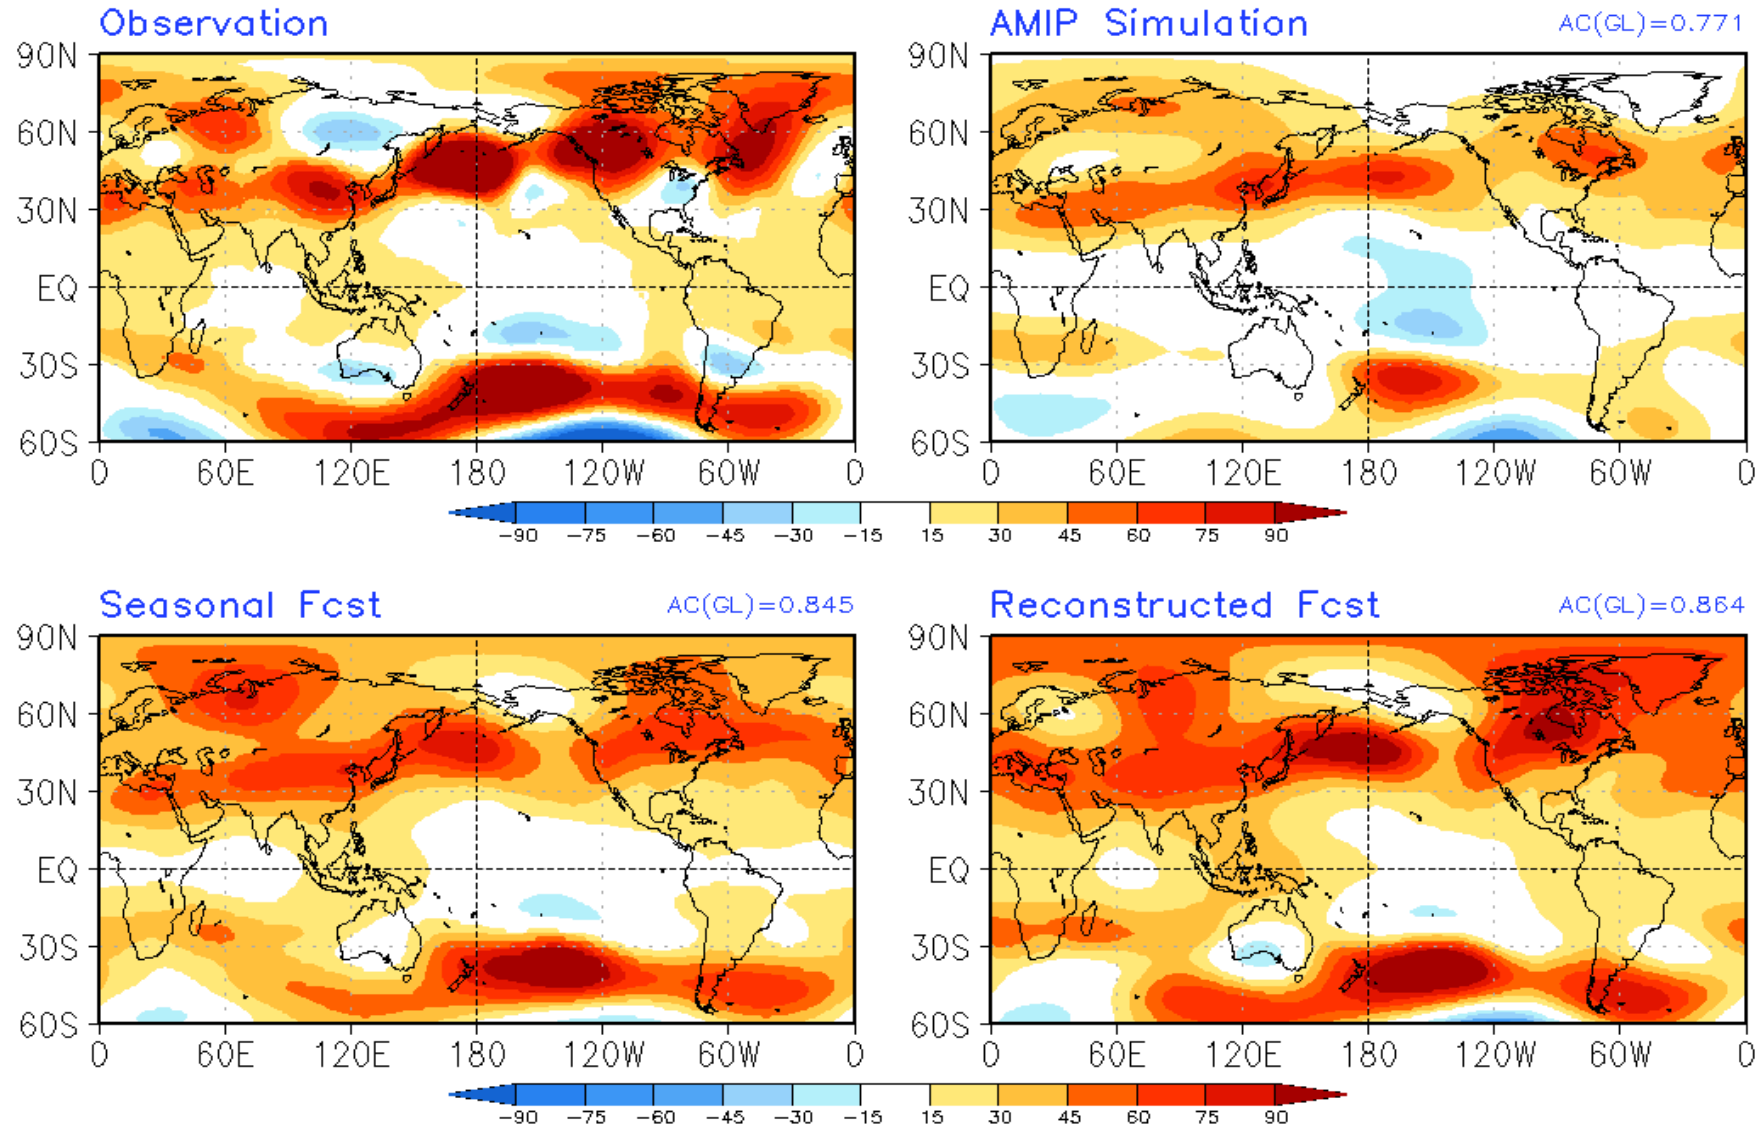 Observation
AMIP Simulation AC(GL)=0.771
90N
60N
30N
EQ
30S
60S
0 60E 120E 180 120W 60W 0
90N
60N
30N
EQ
30S
60S
0 60E 120E 180 120W 60W 0
-90 -75 -60 -45 -30 -15 15 30 45 60 75 90
Seasonal Fcst AC(GL)=0.845
Reconstructed Fcst AC(GL)=0.864
90N
60N
30N
EQ
30S
60S
0 60E 120E 180 120W 60W 0
90N
60N
30N
EQ
30S
60S
0 60E 120E 180 120W 60W 0
-90 -75 -60 -45 -30 -15 15 30 45 60 75 90